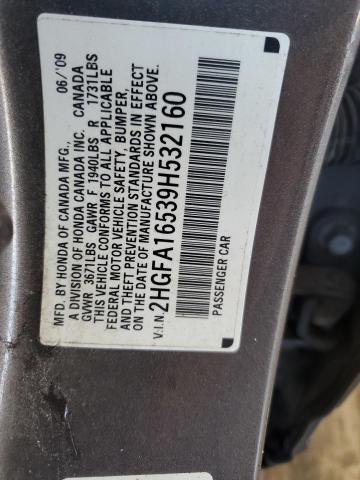 MFD. BY HONDA OF CANADA MFG., 06/'09
A DIVISION OF HONDA CANADA INC. CANADA
GVWR 3671LBS GAWR F 1940LBS R 1731LBS
THIS VEHICLE CONFORMS TO ALL APPLICABLE
FEDERAL MOTOR VEHICLE SAFETY, BUMPER,
AND THEFT PREVENTION STANDARDS IN EFFECT
ON THE DATE OF MANUFACTURE SHOWN ABOVE.
V.I.N. 2HGFA16539H532160
PASSENGER CAR